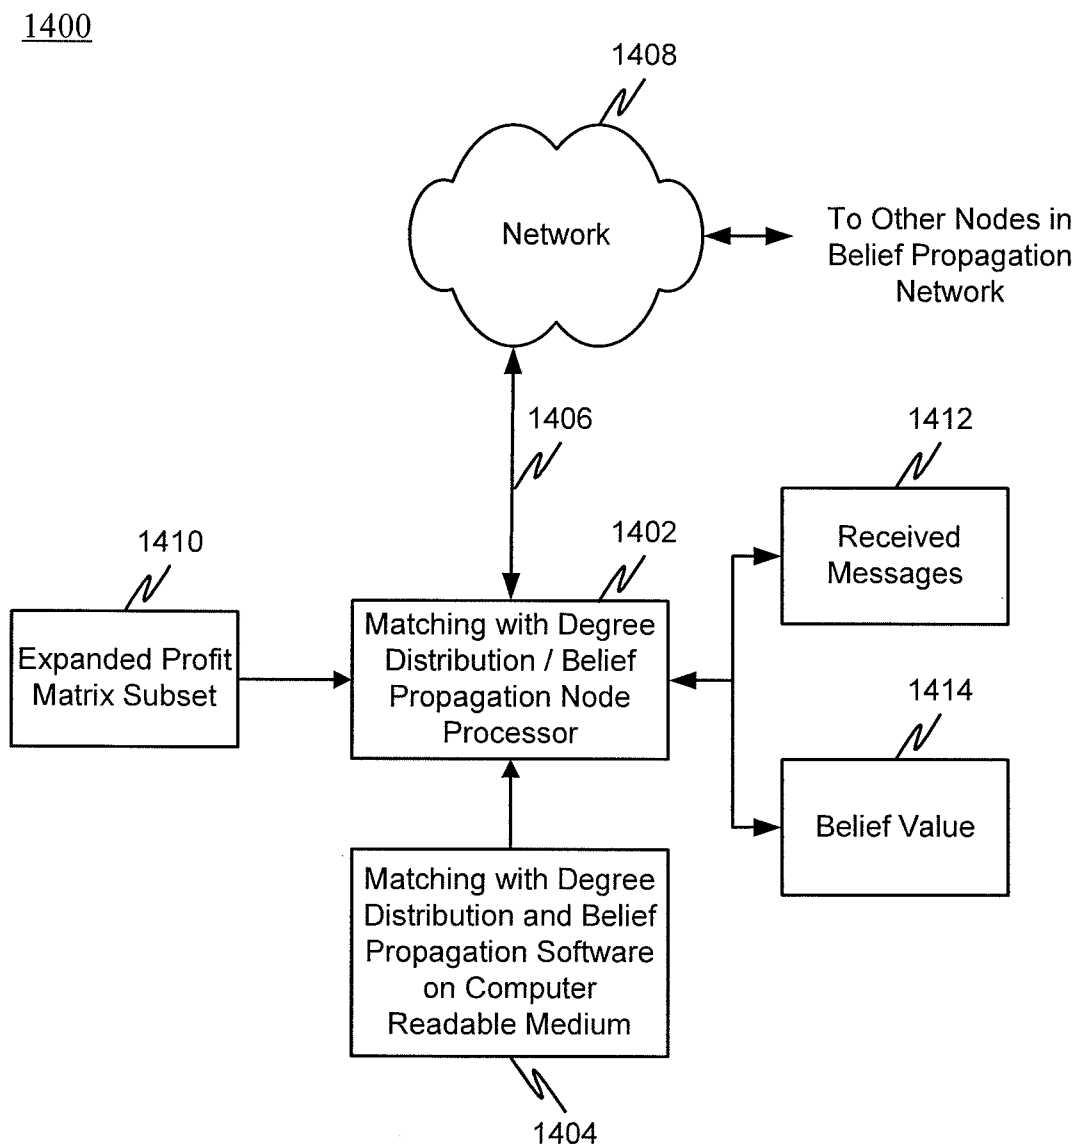 1400
1408
Network
To Other Nodes in
Belief Propagation
Network
1406
1412
Received
Messages
1410
Expanded Profit
Matrix Subset
1402
Matching with Degree
Distribution / Belief
Propagation Node
Processor
1414
Belief Value
Matching with Degree
Distribution and Belief
Propagation Software
on Computer
Readable Medium
1404